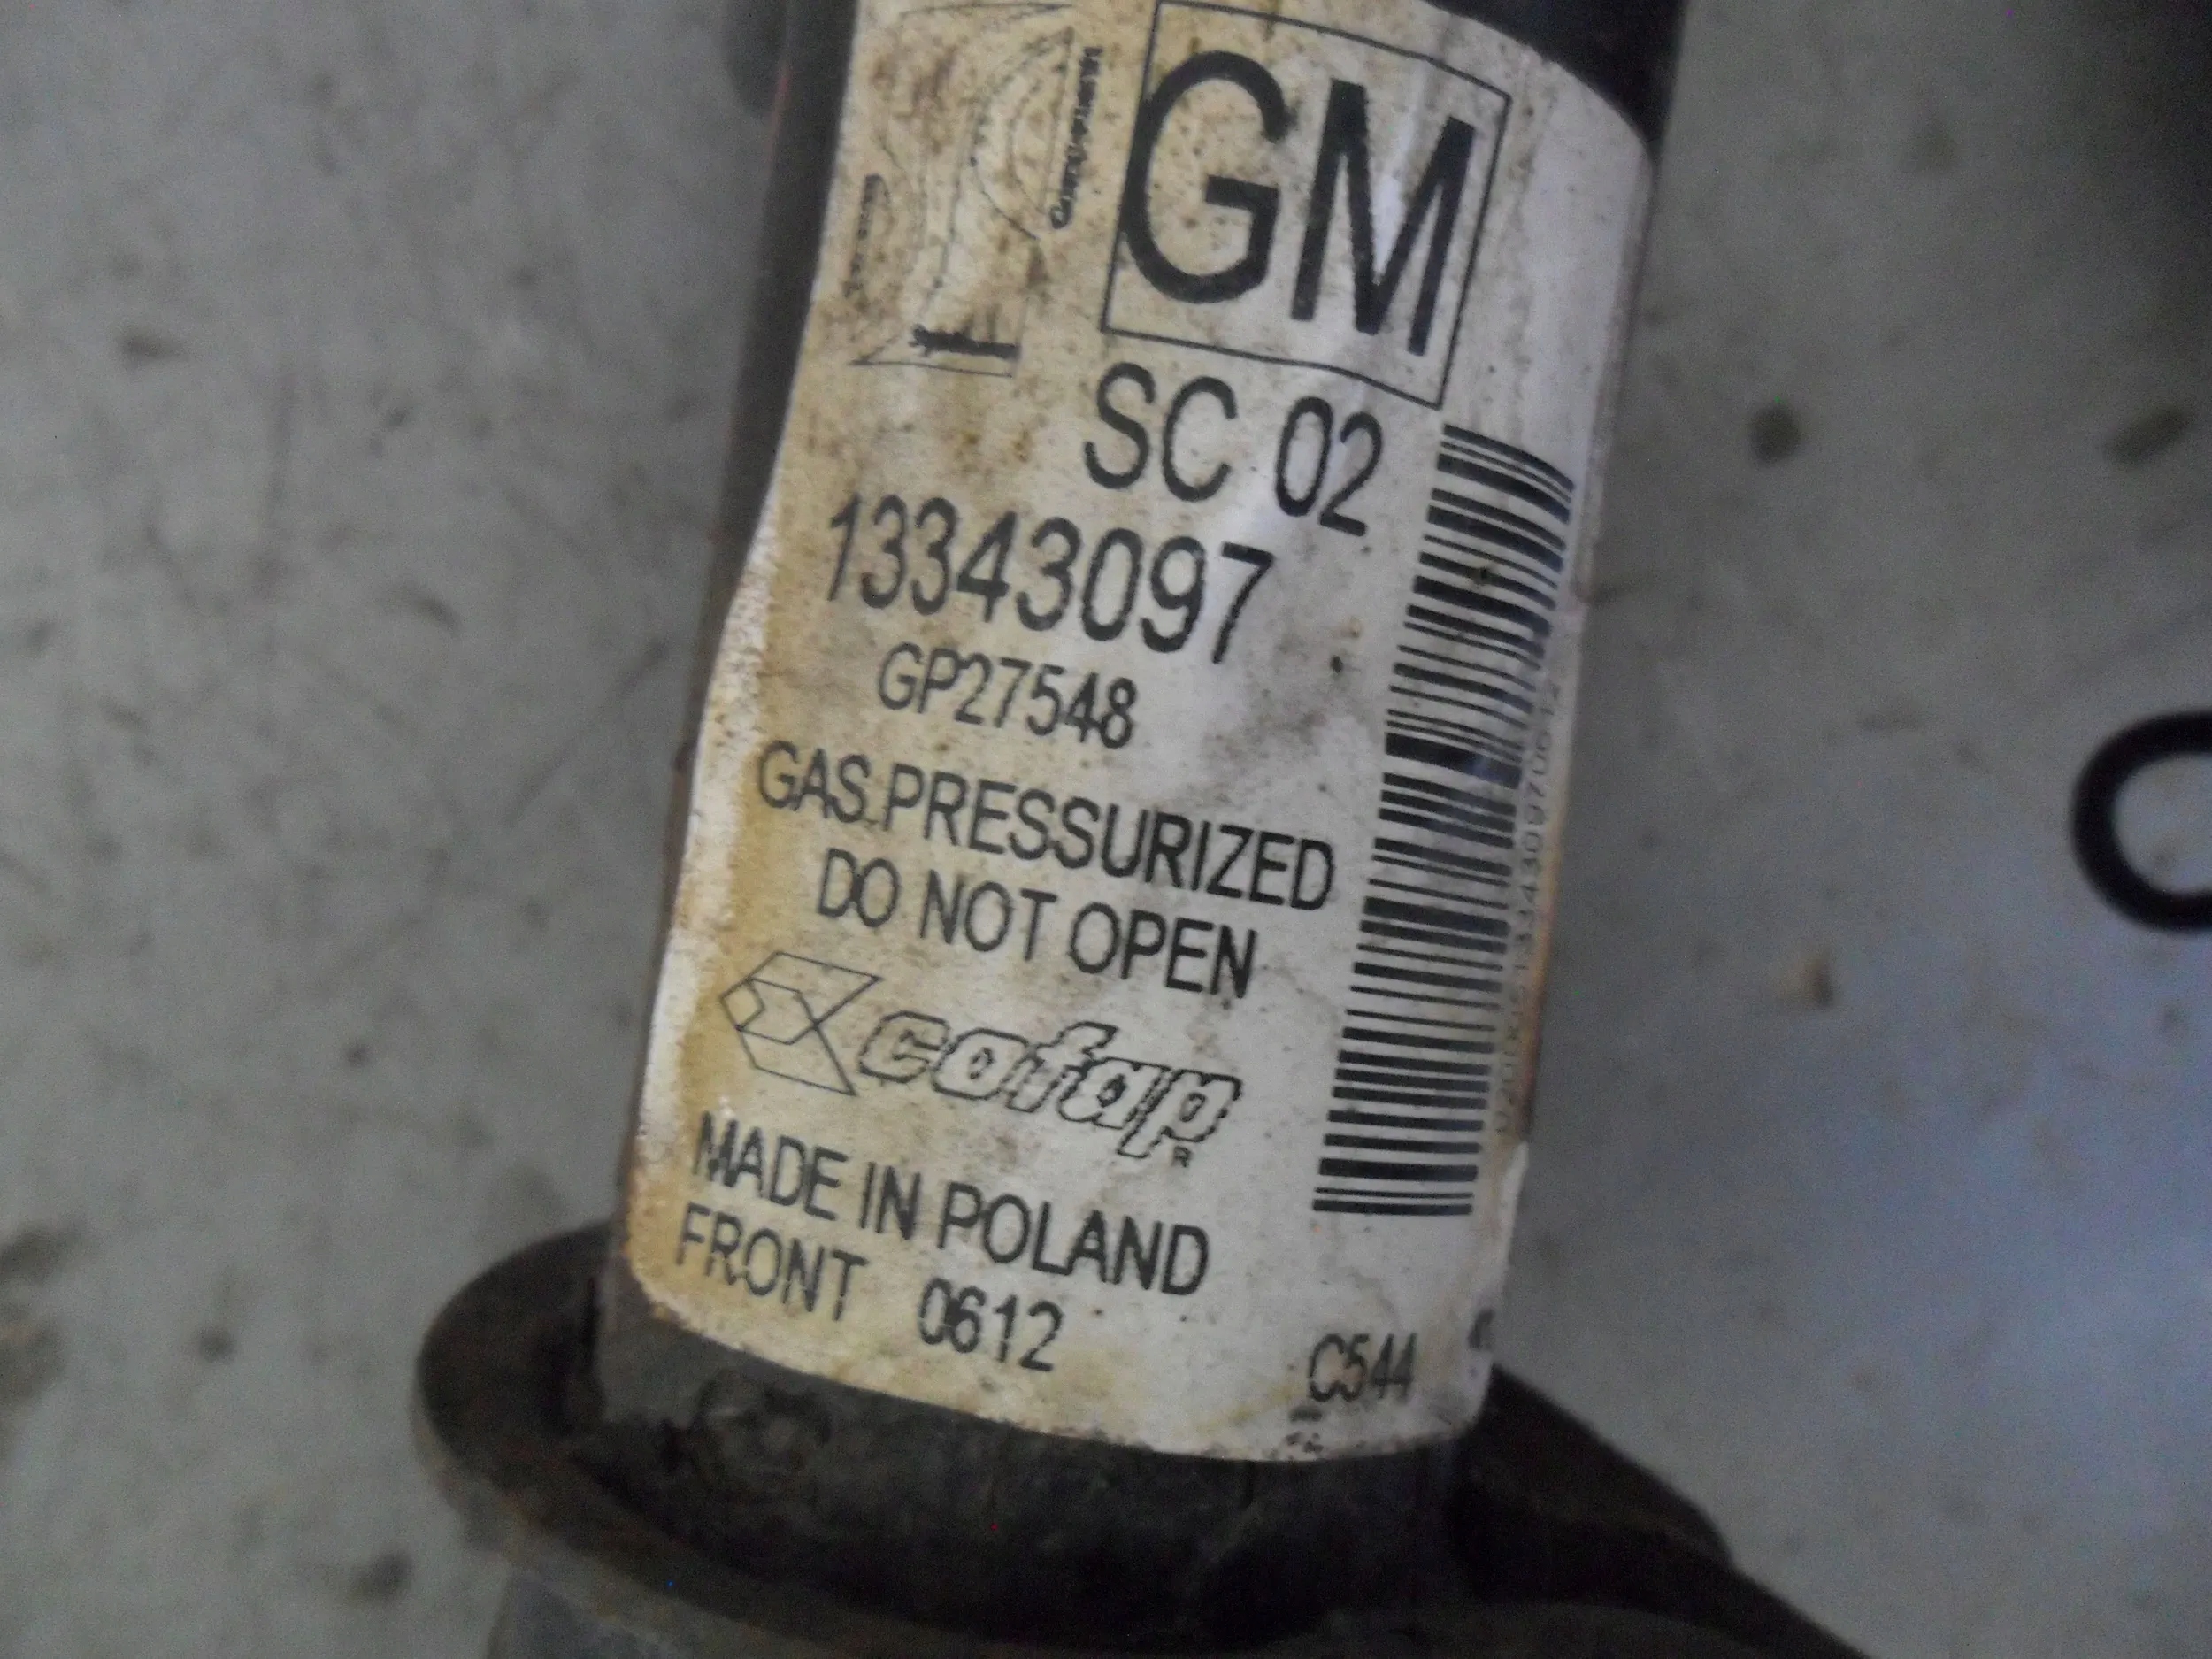 GM
SC 02
13343097
GP27548
GAS PRESSURIZED
DO NOT OPEN
cofap
R
MADE IN POLAND
FRONT 0612
C544